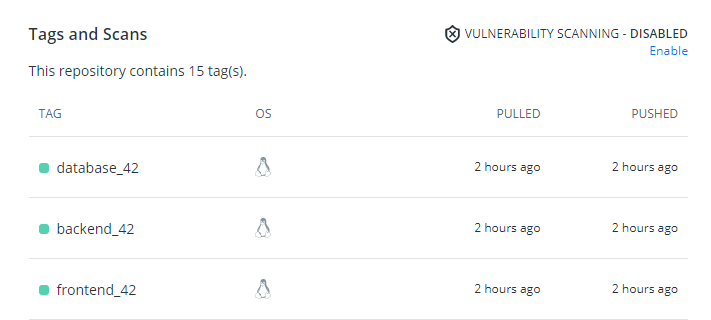 Tags and Scans
VULNERABILITY SCANNING - DISABLED
Enable
This repository contains 15 tag(s).
TAG OS PULLED PUSHED
database_42 2 hours ago 2 hours ago
backend_42 2 hours ago 2 hours ago
frontend_42 2 hours ago 2 hours ago